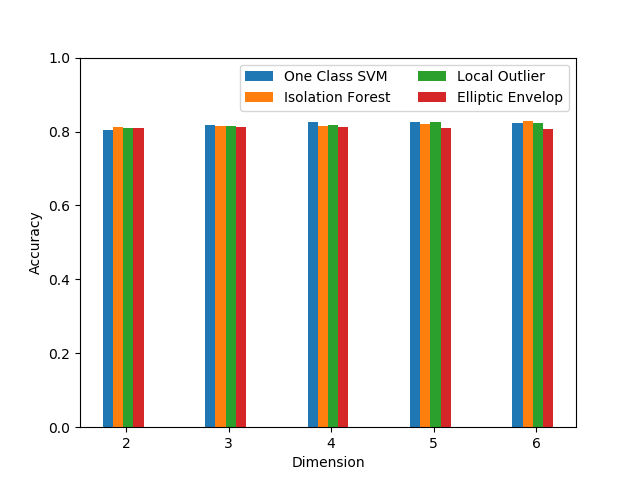 1.0
0.8
0.6
0.4
0.2
0.0
Accuracy
One Class SVM
Isolation Forest
Local Outlier
Elliptic Envelop
2 3 4 5 6
Dimension